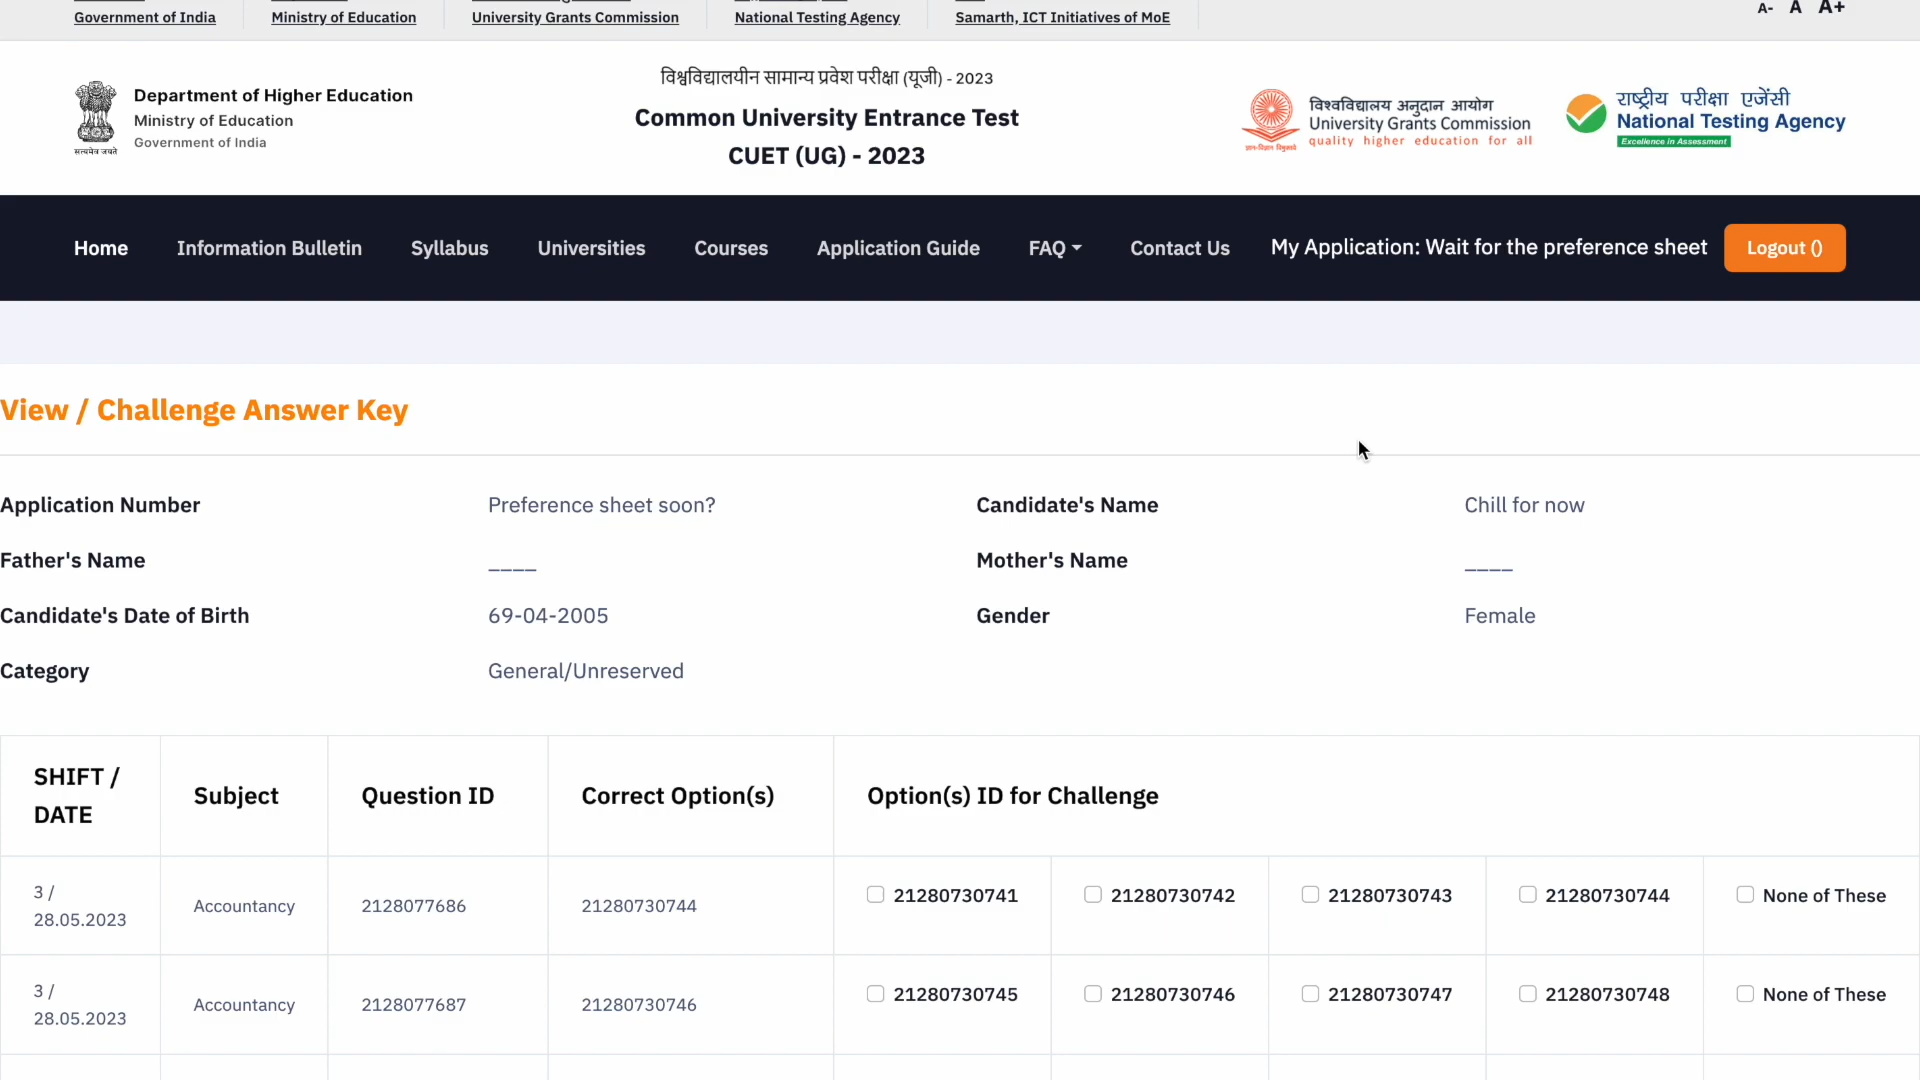 Government of India
Ministry of Education
University Grants Commission
National Testing Agency
Samarth, ICT Initiatives of MoE
A- A A+
सत्यमेव जयते
Department of Higher Education
Ministry of Education
Government of India
विश्वविद्यालयीन सामान्य प्रवेश परीक्षा (यूजी) - 2023
Common University Entrance Test
CUET (UG) - 2023
ज्ञान-विज्ञान विमुक्तये
विश्वविद्यालय अनुदान आयोग
University Grants Commission
quality higher education for all
राष्ट्रीय परीक्षा एजेंसी
National Testing Agency
Excellence in Assessment
Home Information Bulletin Syllabus Universities Courses Application Guide FAQ Contact Us My Application: Wait for the preference sheet Logout ()
View / Challenge Answer Key
Application Number Preference sheet soon? Candidate's Name Chill for now
Father's Name ____ Mother's Name ____
Candidate's Date of Birth 69-04-2005 Gender Female
Category General/Unreserved
SHIFT / DATE Subject Question ID Correct Option(s) Option(s) ID for Challenge
3 / 28.05.2023 Accountancy 2128077686 21280730744 21280730741 21280730742 21280730743 21280730744 None of These
3 / 28.05.2023 Accountancy 2128077687 21280730746 21280730745 21280730746 21280730747 21280730748 None of These